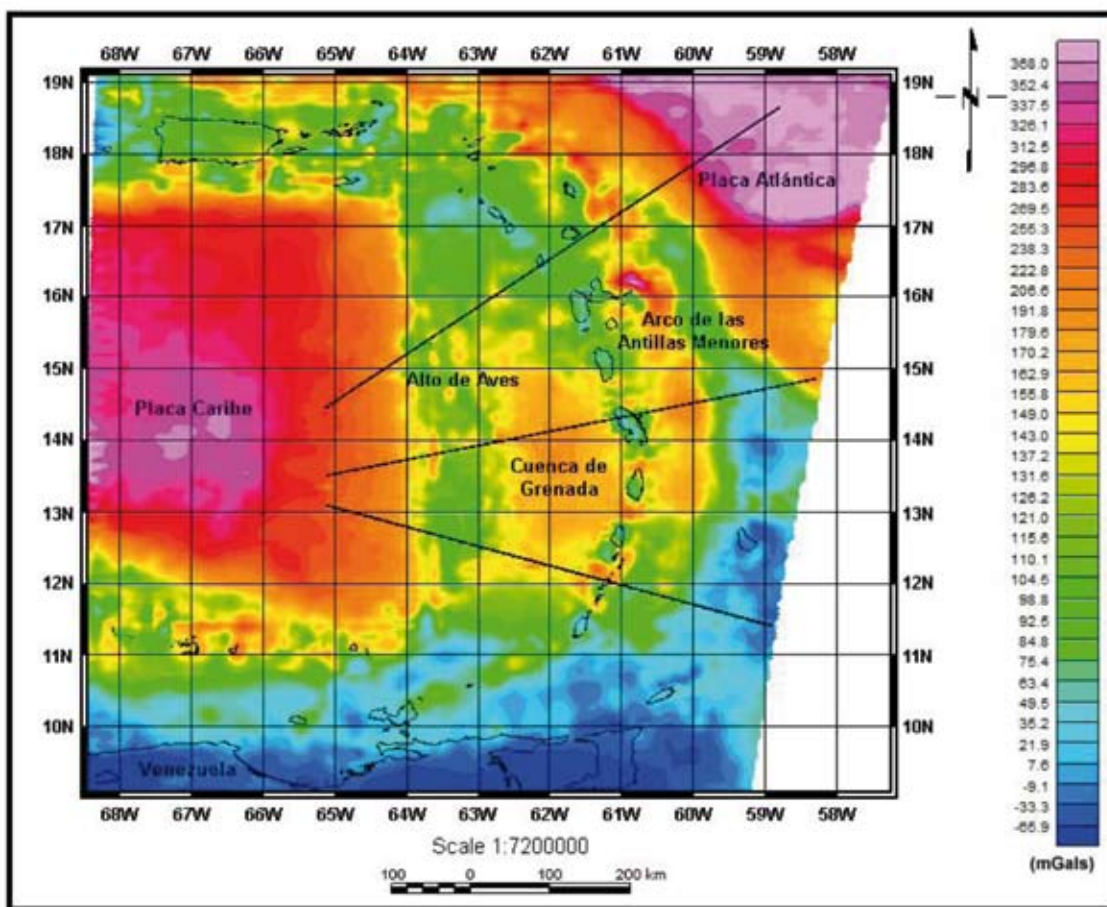 68W 67W 66W 65W 64W 63W 62W 61W 60W 59W 58W
19N 19N
N
18N 18N
Placa Atlántica
17N 17N
16N 16N
Arco de las
Antillas Menores
15N 15N
Alto de Aves
Placa Caribe
14N 14N
Cuenca de
Grenada
13N 13N
12N 12N
11N 11N
10N 10N
Venezuela
68W 67W 66W 65W 64W 63W 62W 61W 60W 59W 58W
Scale 1:7200000
100 0 100 200 km
368.0
352.4
337.5
326.1
312.5
296.8
283.6
269.5
255.3
238.3
222.8
206.6
191.8
179.6
170.2
162.9
155.8
149.0
143.0
137.2
131.6
126.2
121.0
115.6
110.1
104.5
98.8
92.5
84.8
75.4
63.4
49.5
35.2
21.9
7.6
-9.1
-33.3
-65.9
(mGals)